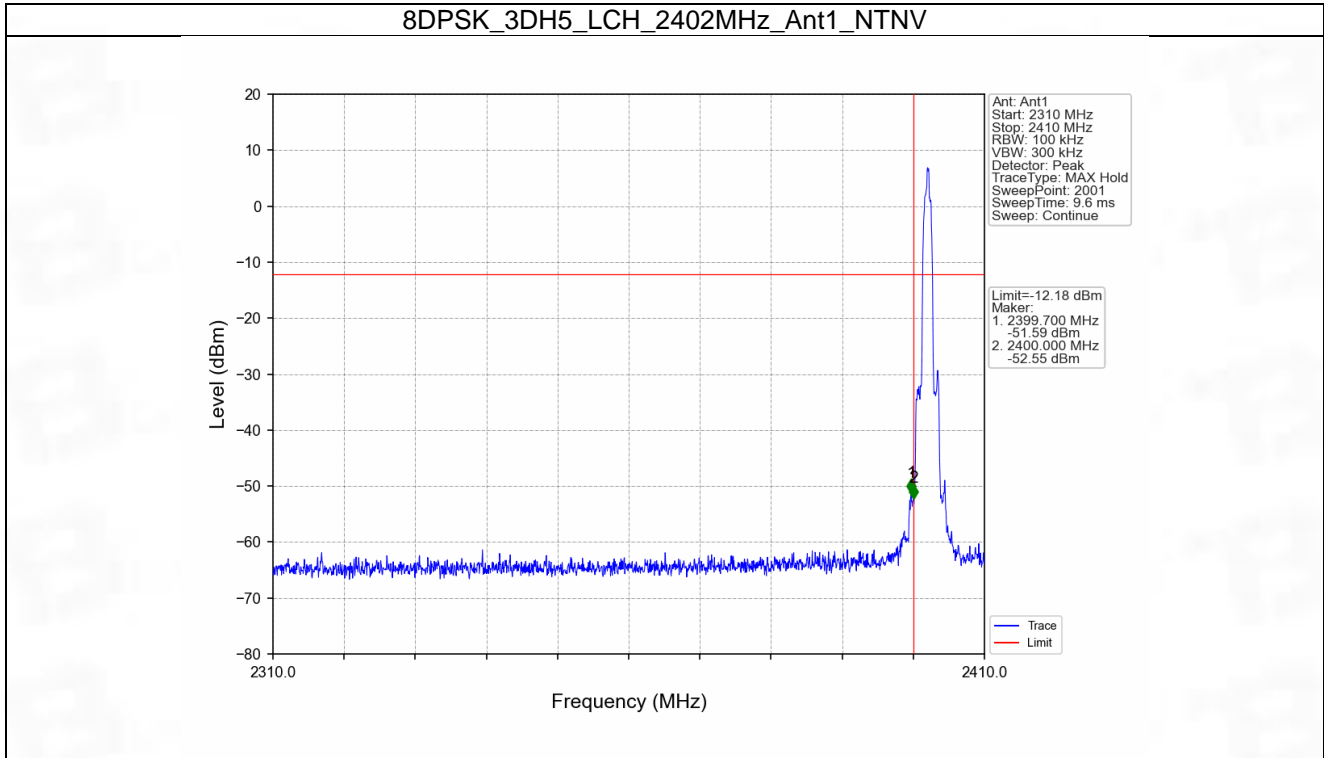 8DPSK_3DH5_LCH_2402MHz_Ant1_NTNV
20
10
0
−10
−20
−30
−40
−50
−60
−70
−80
Level (dBm)
2310.0
2410.0
Frequency (MHz)
1
2
Ant: Ant1
Start: 2310 MHz
Stop: 2410 MHz
RBW: 100 kHz
VBW: 300 kHz
Detector: Peak
TraceType: MAX Hold
SweepPoint: 2001
SweepTime: 9.6 ms
Sweep: Continue
Limit=-12.18 dBm
Maker:
1. 2399.700 MHz
-51.59 dBm
2. 2400.000 MHz
-52.55 dBm
Trace
Limit